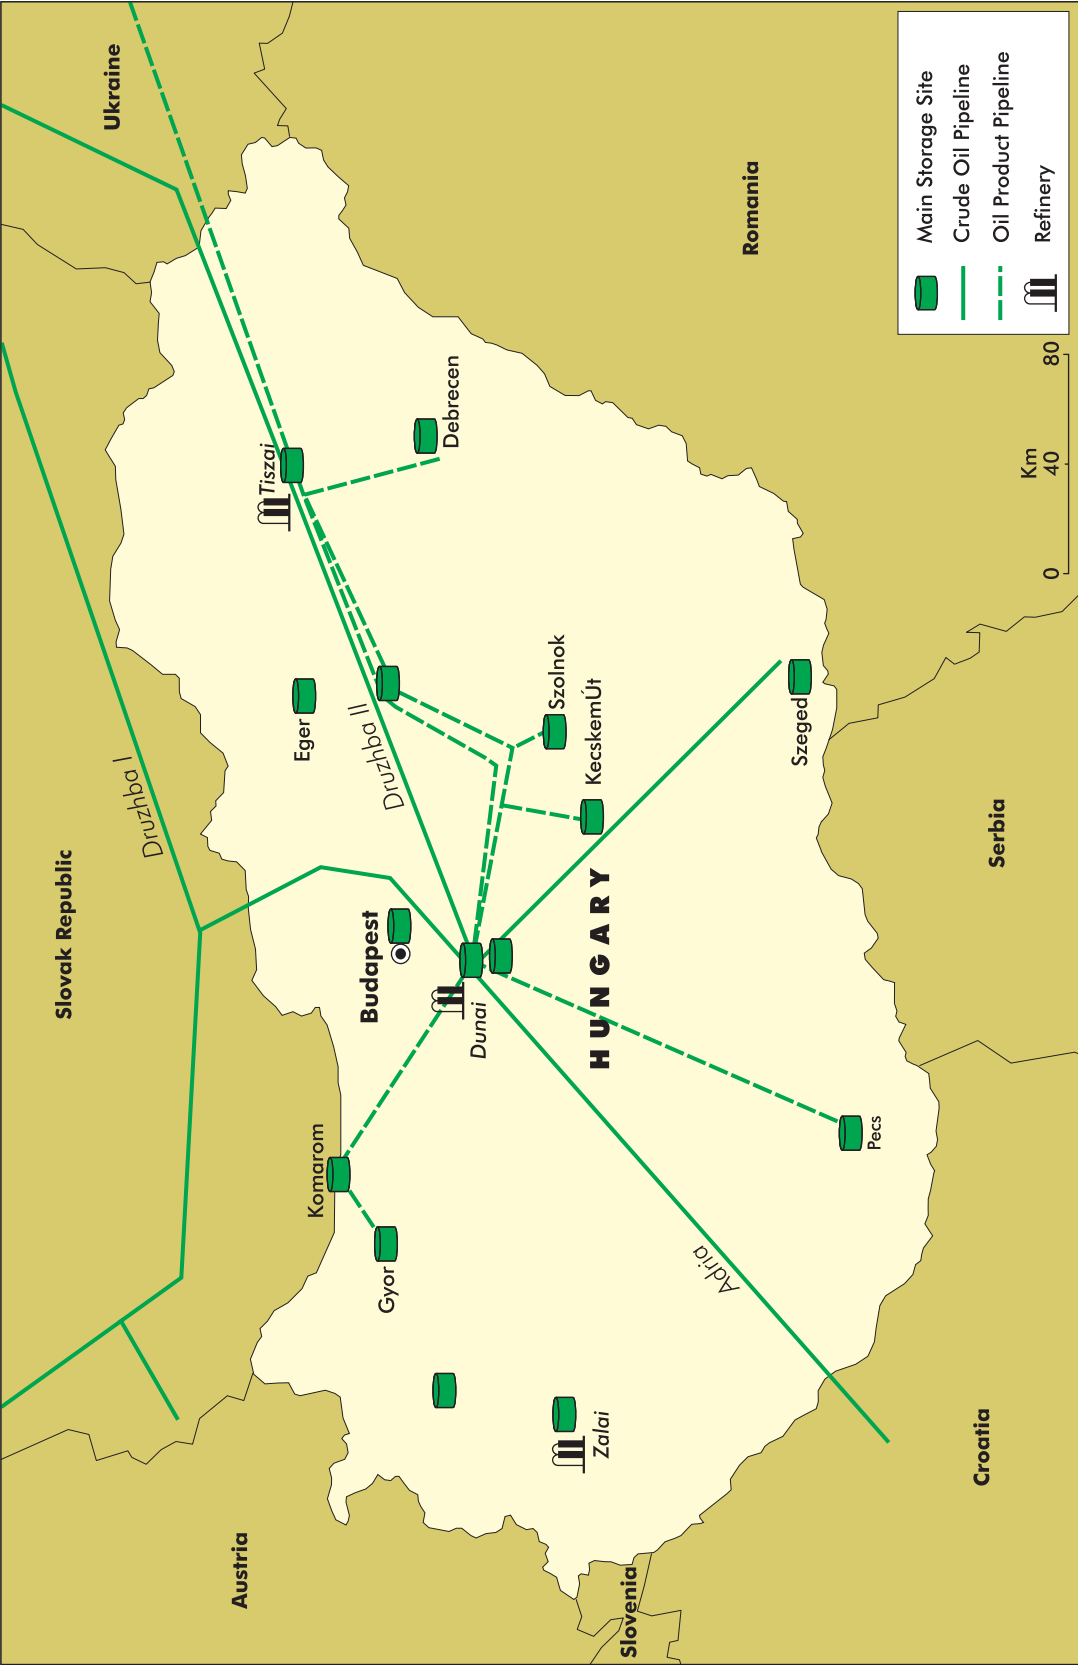 Slovak Republic
Ukraine
Druzhba I
Tiszai
Debrecen
Eger
Druzhba II
Szolnok
KecskemÚt
Budapest
Komarom
Dunai
HUNGARY
Gyor
Adria
Pecs
Szeged
Zalai
Austria
Slovenia
Croatia
Serbia
Romania
Km
0 40 80
Main Storage Site
Crude Oil Pipeline
Oil Product Pipeline
Refinery